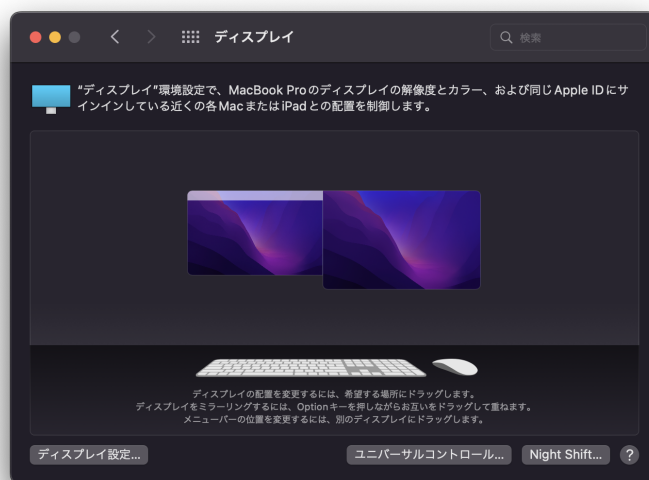 ディスプレイ
検索
“ディスプレイ”環境設定で、MacBook Proのディスプレイの解像度とカラー、および同じApple IDにサ
インインしている近くの各MacまたはiPadとの配置を制御します。
ディスプレイの配置を変更するには、希望する場所にドラッグします。
ディスプレイをミラーリングするには、Optionキーを押しながらお互いをドラッグして重ねます。
メニューバーの位置を変更するには、別のディスプレイにドラッグします。
ディスプレイ設定...
ユニバーサルコントロール...
Night Shift...
?